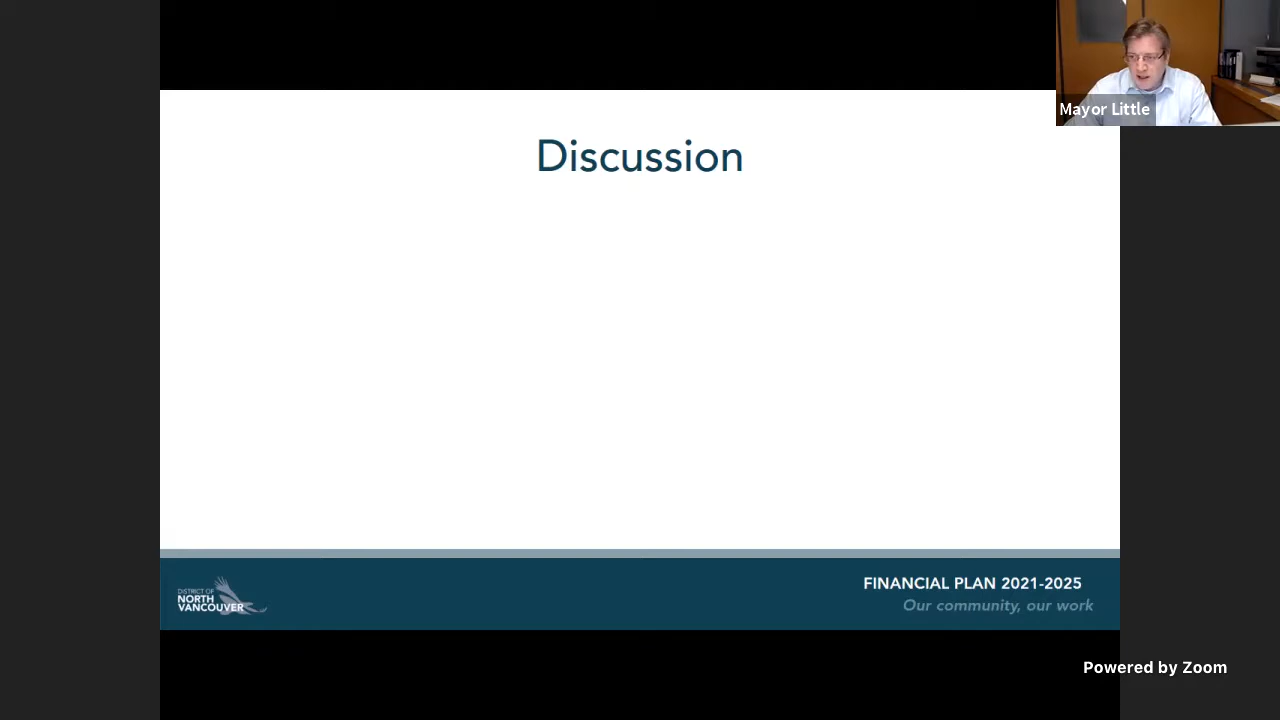 Mayor Little
Discussion
DISTRICT OF
NORTH
VANCOUVER
FINANCIAL PLAN 2021-2025
Our community, our work
Powered by Zoom